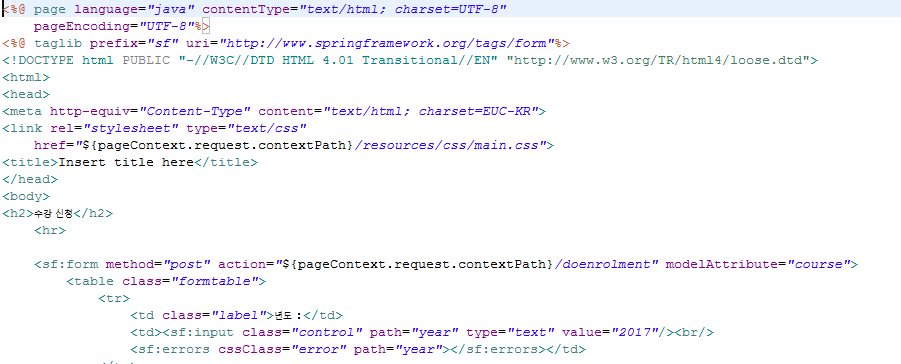 <%@ page language="java" contentType="text/html; charset=UTF-8"
    pageEncoding="UTF-8"%>
<%@ taglib prefix="sf" uri="http://www.springframework.org/tags/form"%>
<!DOCTYPE html PUBLIC "-//W3C//DTD HTML 4.01 Transitional//EN" "http://www.w3.org/TR/html4/loose.dtd">
<html>
<head>
<meta http-equiv="Content-Type" content="text/html; charset=EUC-KR">
<link rel="stylesheet" type="text/css"
    href="${pageContext.request.contextPath}/resources/css/main.css">
<title>Insert title here</title>
</head>
<body>
<h2>수강 신청</h2>
    <hr>
    <sf:form method="post" action="${pageContext.request.contextPath}/doenrolment" modelAttribute="course">
        <table class="formtable">
            <tr>
                <td class="label">년도 :</td>
                <td><sf:input class="control" path="year" type="text" value="2017"/><br/>
                <sf:errors cssClass="error" path="year"></sf:errors></td>